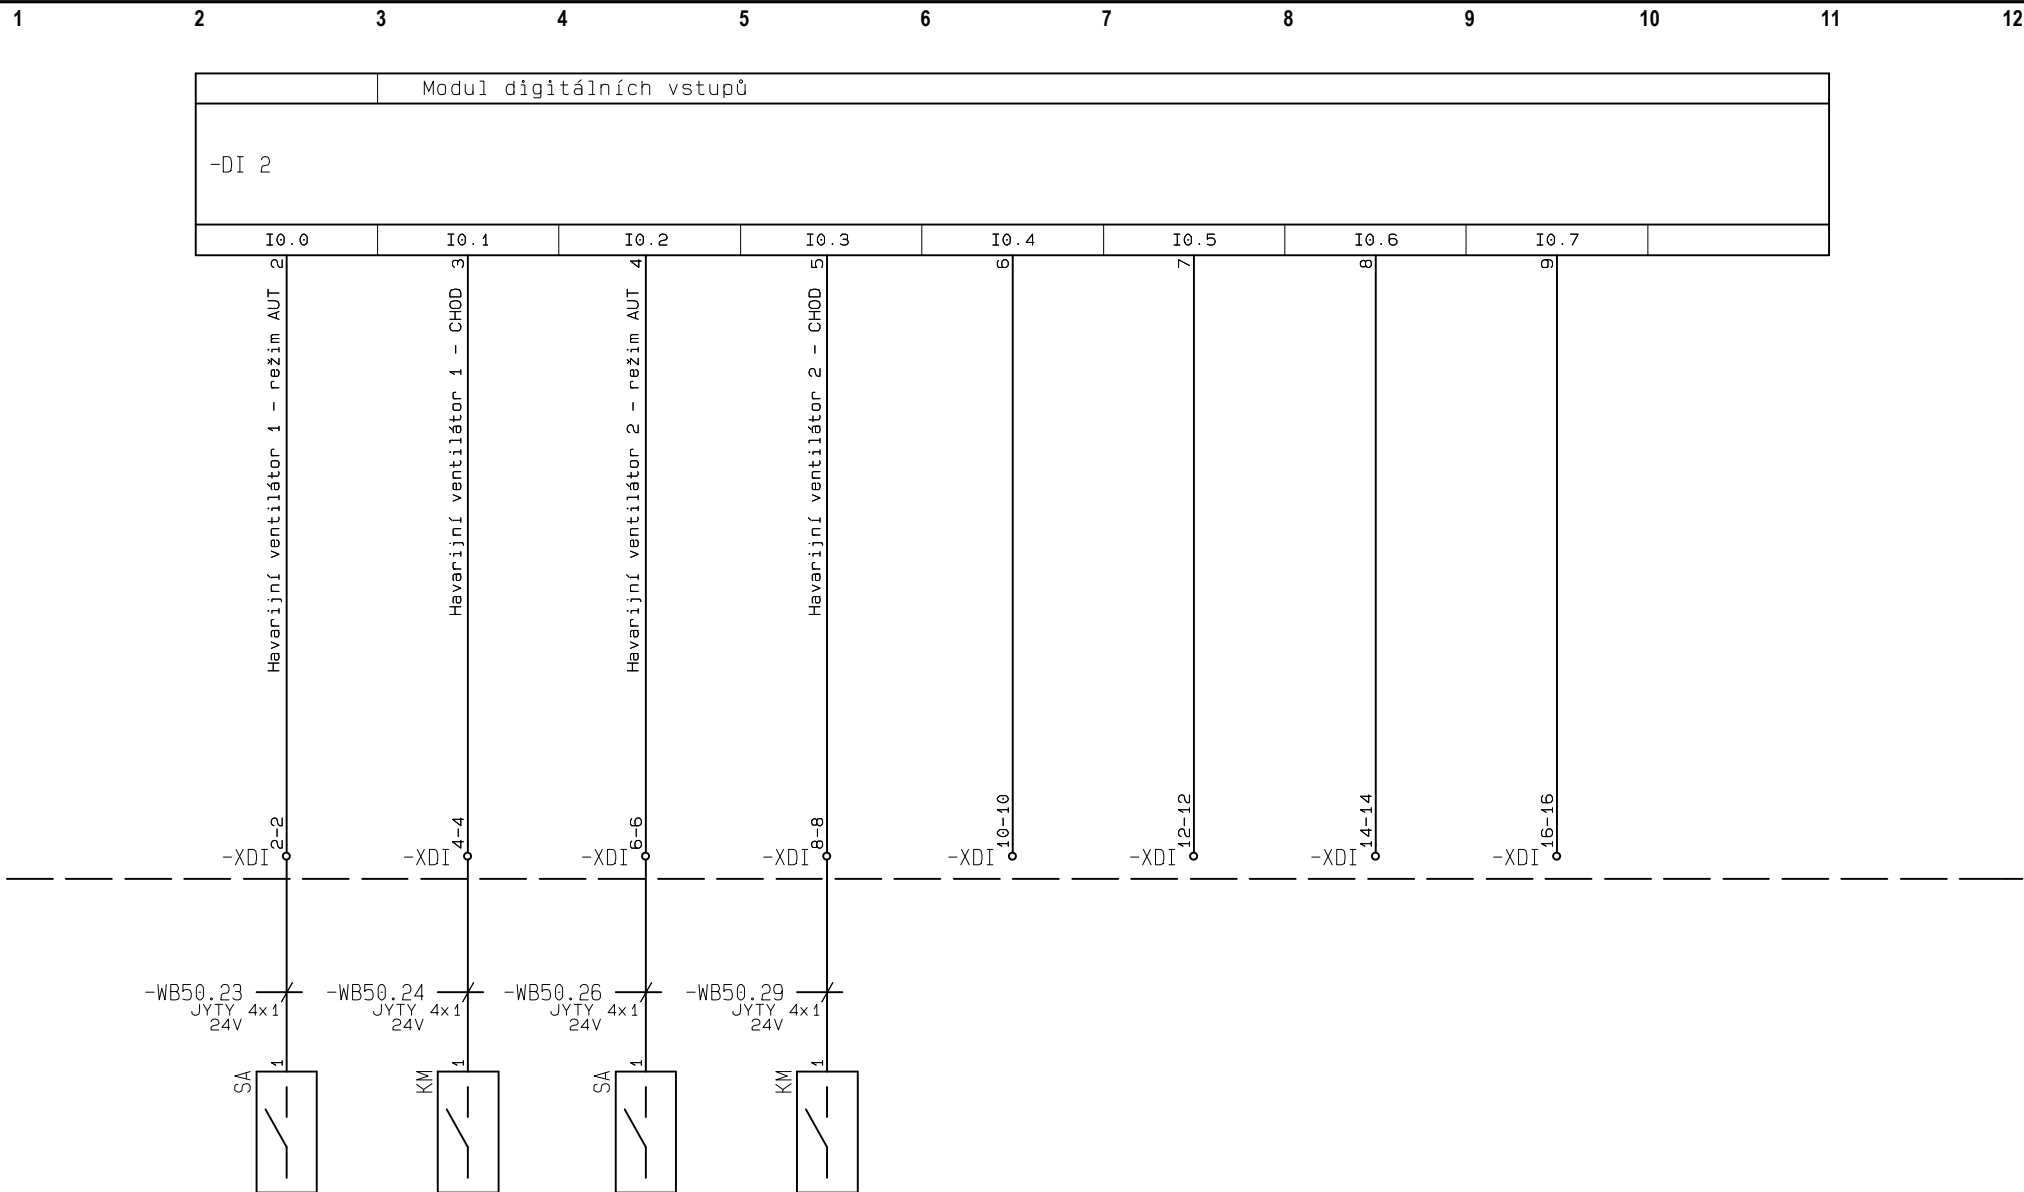 1 2 3 4 5 6 7 8 9 10 11 12
Modul digitálních vstupů
-DI 2
I0.0 I0.1 I0.2 I0.3 I0.4 I0.5 I0.6 I0.7
2 3 4 5 6 7 8 9
Havarijní ventilátor 1 - režim AUT
Havarijní ventilátor 1 - CHOD
Havarijní ventilátor 2 - režim AUT
Havarijní ventilátor 2 - CHOD
2-2 4-4 6-6 8-8 10-10 12-12 14-14 16-16
-XDI -XDI -XDI -XDI -XDI -XDI -XDI -XDI
-WB50.23 -WB50.24 -WB50.26 -WB50.29
JYTY 4x1 JYTY 4x1 JYTY 4x1 JYTY 4x1
24V 24V 24V 24V
1 1 1 1
SA KM SA KM